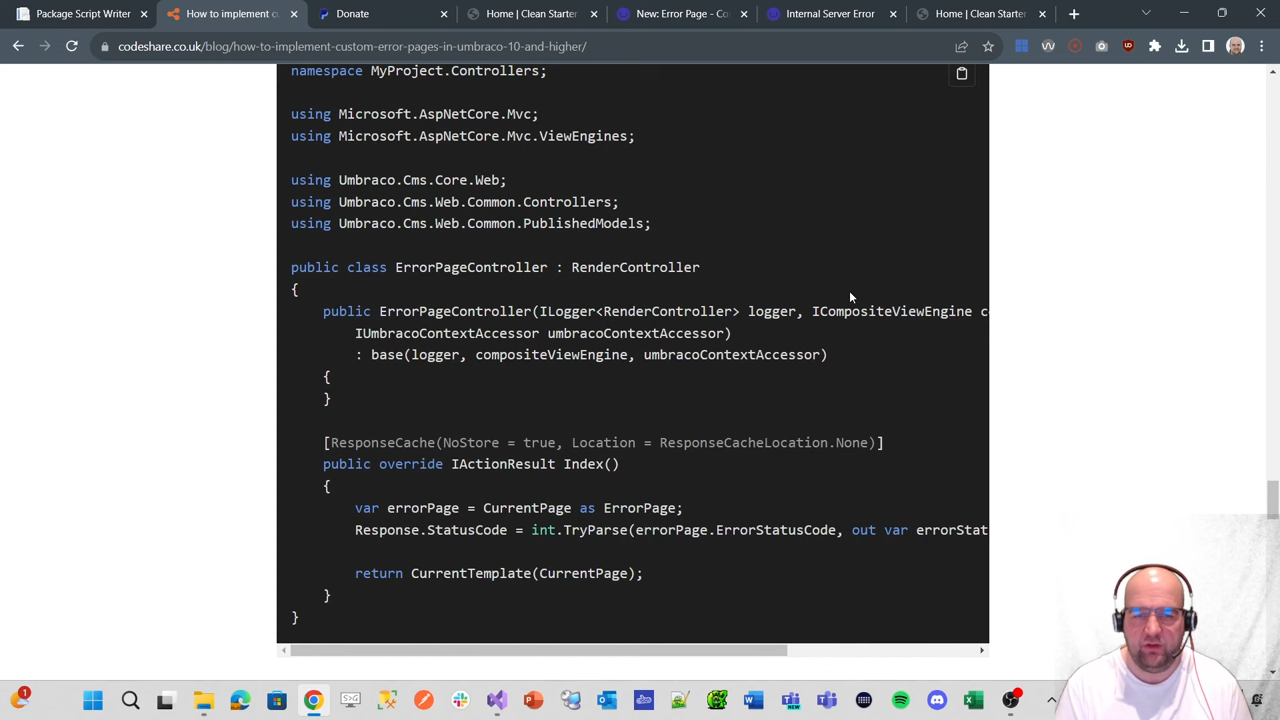 Package Script Writer
How to implement cu
Donate
Home | Clean Starter
New: Error Page - Co
Internal Server Error
Home | Clean Starter
codeshare.co.uk/blog/how-to-implement-custom-error-pages-in-umbraco-10-and-higher/
namespace MyProject.Controllers;
using Microsoft.AspNetCore.Mvc;
using Microsoft.AspNetCore.Mvc.ViewEngines;
using Umbraco.Cms.Core.Web;
using Umbraco.Cms.Web.Common.Controllers;
using Umbraco.Cms.Web.Common.PublishedModels;
public class ErrorPageController : RenderController
{
public ErrorPageController(ILogger<RenderController> logger, ICompositeViewEngine c
IUmbracoContextAccessor umbracoContextAccessor)
: base(logger, compositeViewEngine, umbracoContextAccessor)
{
}
[ResponseCache(NoStore = true, Location = ResponseCacheLocation.None)]
public override IActionResult Index()
{
var errorPage = CurrentPage as ErrorPage;
Response.StatusCode = int.TryParse(errorPage.ErrorStatusCode, out var errorStat
return CurrentTemplate(CurrentPage);
}
}
1